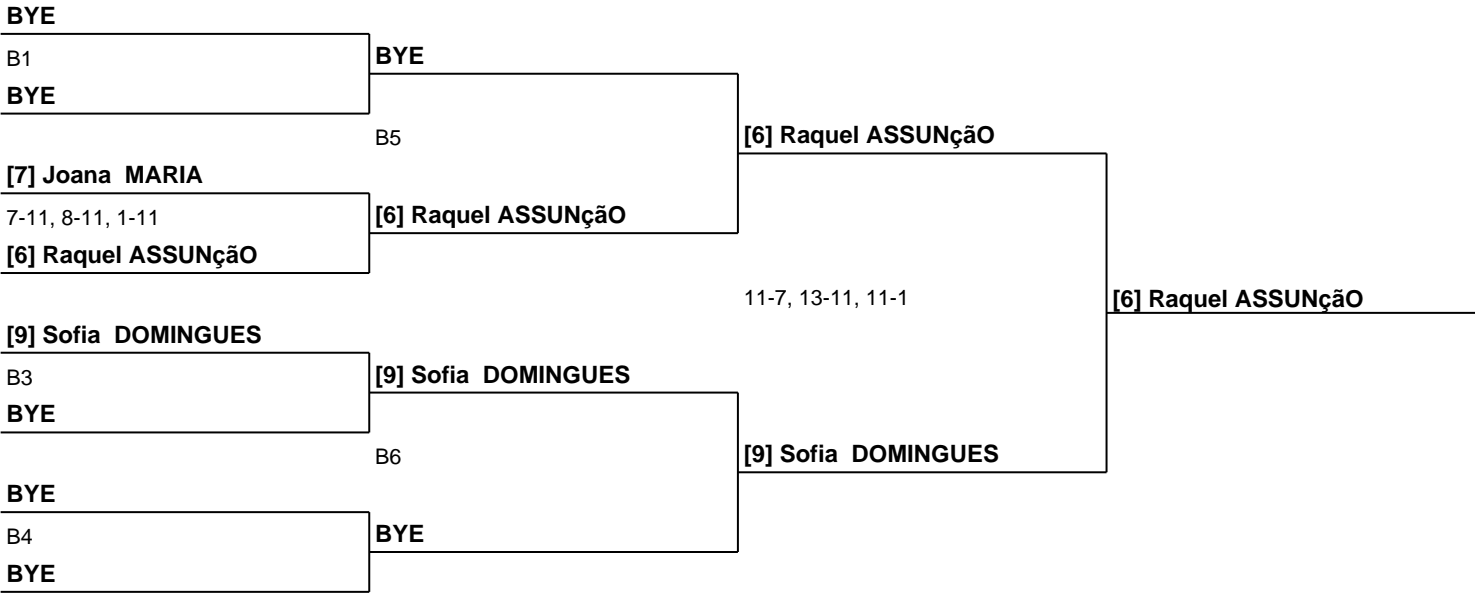 BYE
B1
BYE
BYE
B5
[6] Raquel ASSUNçãO
[7] Joana  MARIA
7-11, 8-11, 1-11
[6] Raquel ASSUNçãO
[6] Raquel ASSUNçãO
11-7, 13-11, 11-1
[6] Raquel ASSUNçãO
[9] Sofia  DOMINGUES
B3
[9] Sofia  DOMINGUES
BYE
B6
[9] Sofia  DOMINGUES
BYE
B4
BYE
BYE